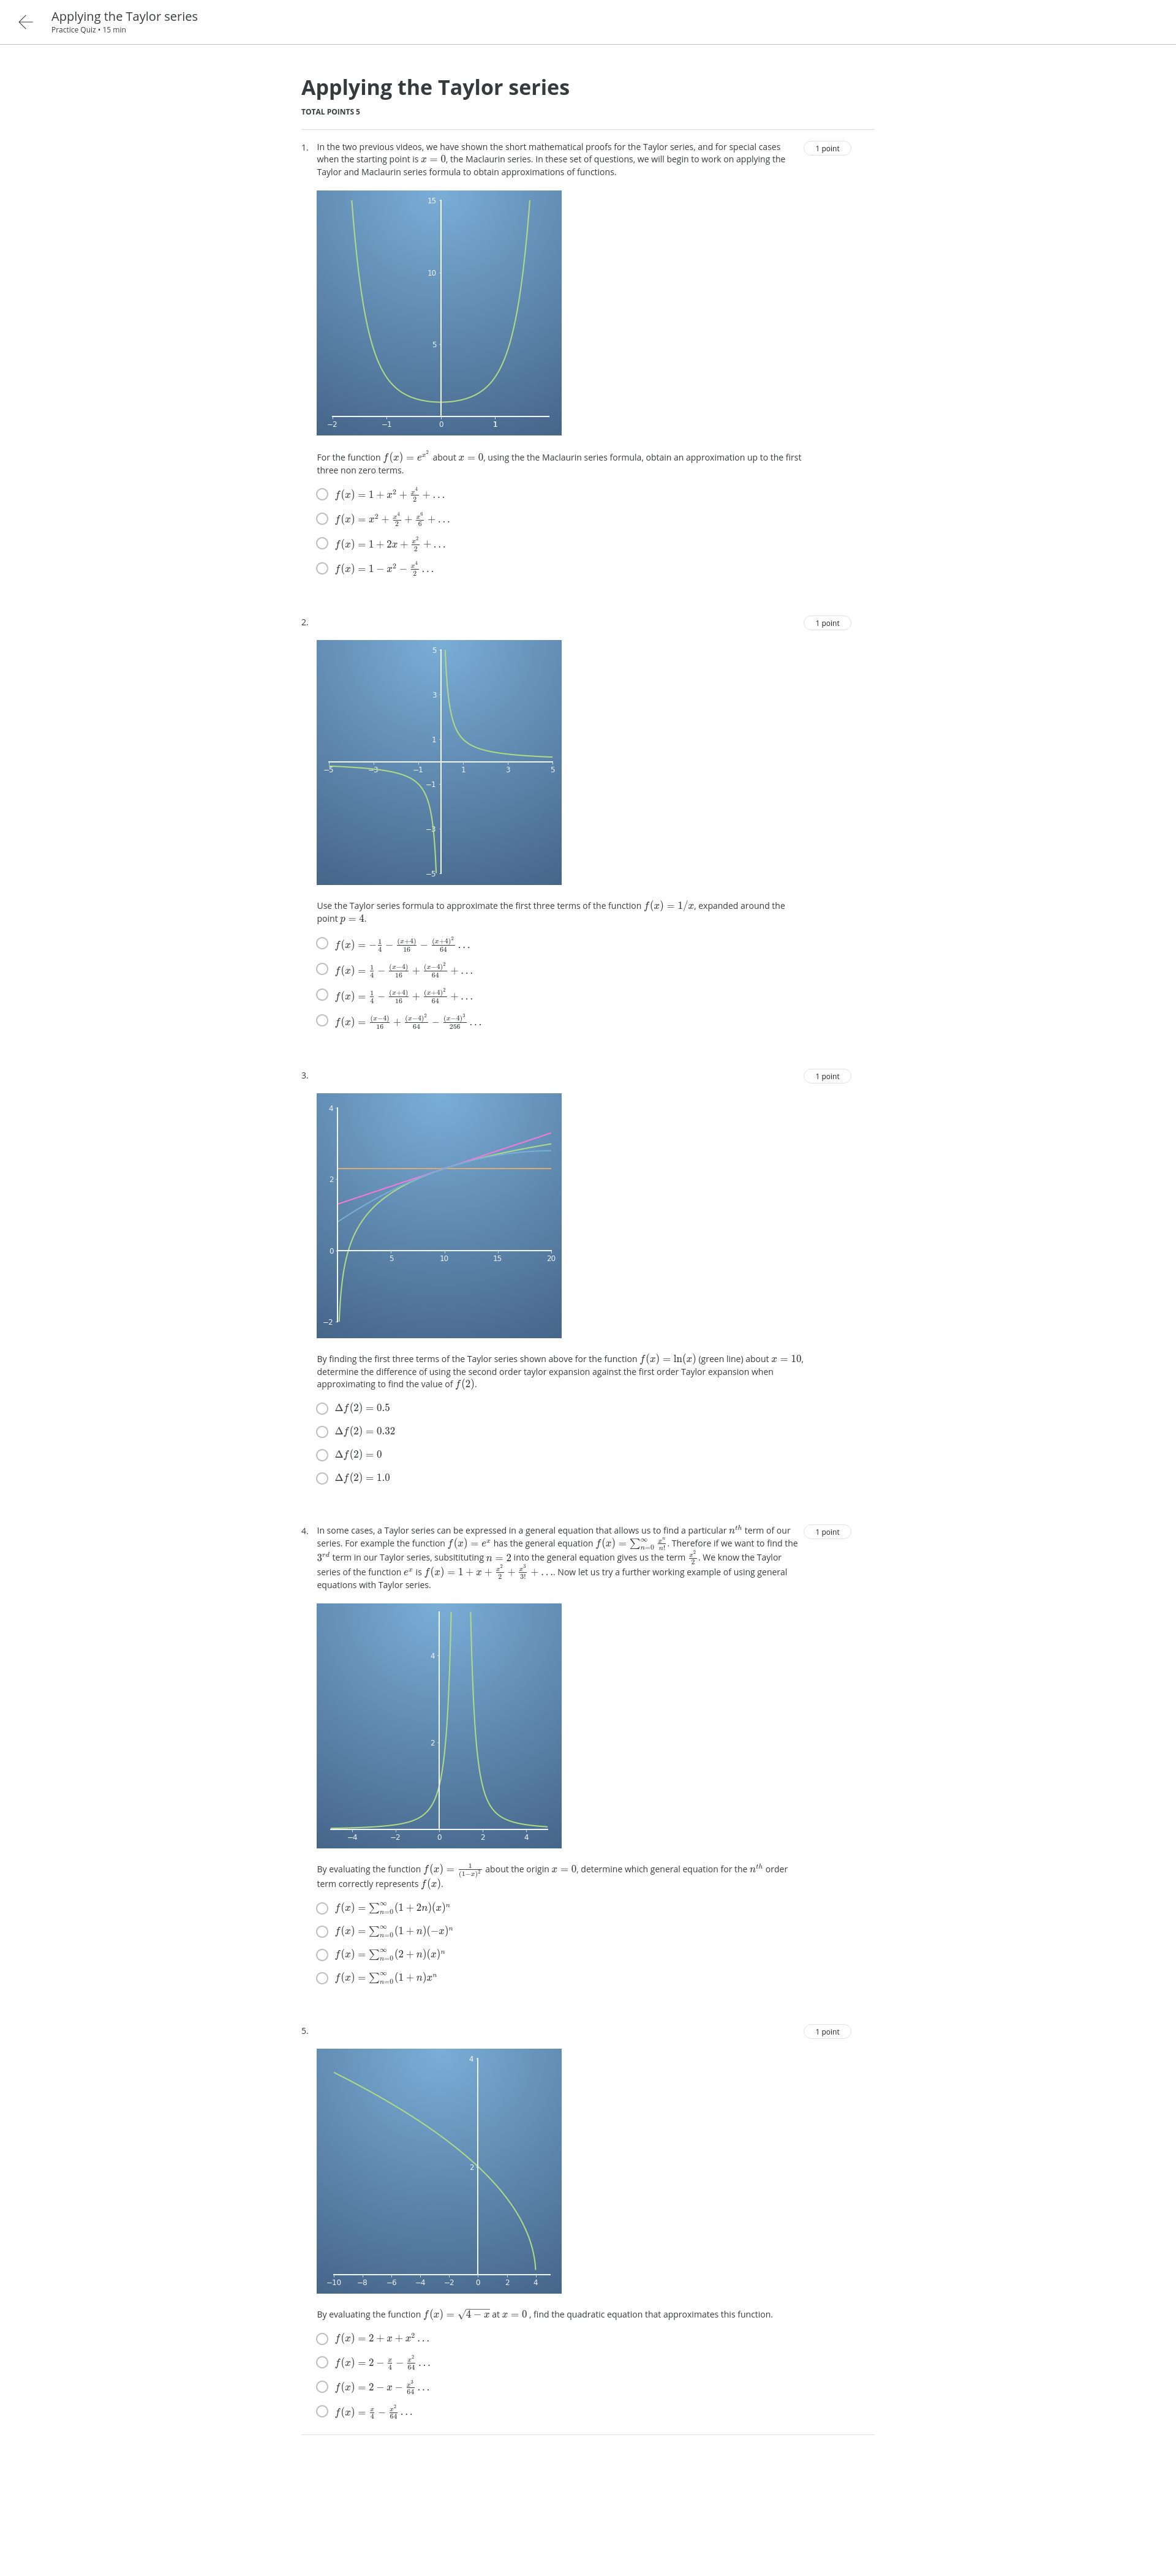 Applying the Taylor series
Practice Quiz • 15 min
Applying the Taylor series
TOTAL POINTS 5
1. In the two previous videos, we have shown the short mathematical proofs for the Taylor series, and for special cases
when the starting point is x = 0, the Maclaurin series. In these set of questions, we will begin to work on applying the
Taylor and Maclaurin series formula to obtain approximations of functions.
1 point
15
10
5
−2 −1 0 1
For the function f(x) = e^{x^2} about x = 0, using the the Maclaurin series formula, obtain an approximation up to the first
three non zero terms.
f(x) = 1 + x^2 + \frac{x^4}{2} + ...
f(x) = x^2 + \frac{x^4}{2} + \frac{x^6}{6} + ...
f(x) = 1 + 2x + \frac{x^2}{2} + ...
f(x) = 1 − x^2 − \frac{x^4}{2} ...
2.
1 point
5
3
1
−5 −3 −1 1 3 5
−1
−3
−5
Use the Taylor series formula to approximate the first three terms of the function f(x) = 1/x, expanded around the
point p = 4.
f(x) = −\frac{1}{4} − \frac{(x+4)}{16} − \frac{(x+4)^2}{64} ...
f(x) = \frac{1}{4} − \frac{(x−4)}{16} + \frac{(x−4)^2}{64} + ...
f(x) = \frac{1}{4} − \frac{(x+4)}{16} + \frac{(x+4)^2}{64} + ...
f(x) = \frac{(x−4)}{16} + \frac{(x−4)^2}{64} − \frac{(x−4)^3}{256} ...
3.
1 point
4
2
0
5 10 15 20
−2
By finding the first three terms of the Taylor series shown above for the function f(x) = ln(x) (green line) about x = 10,
determine the difference of using the second order taylor expansion against the first order Taylor expansion when
approximating to find the value of f(2).
Δf(2) = 0.5
Δf(2) = 0.32
Δf(2) = 0
Δf(2) = 1.0
4. In some cases, a Taylor series can be expressed in a general equation that allows us to find a particular n^{th} term of our
series. For example the function f(x) = e^x has the general equation f(x) = \sum_{n=0}^{∞} \frac{x^n}{n!}. Therefore if we want to find the
3^{rd} term in our Taylor series, subsitituting n = 2 into the general equation gives us the term \frac{x^2}{2}. We know the Taylor
series of the function e^x is f(x) = 1 + x + \frac{x^2}{2} + \frac{x^3}{3!} + .... Now let us try a further working example of using general
equations with Taylor series.
1 point
4
2
−4 −2 0 2 4
By evaluating the function f(x) = \frac{1}{(1−x)^2} about the origin x = 0, determine which general equation for the n^{th} order
term correctly represents f(x).
f(x) = \sum_{n=0}^{∞} (1 + 2n)(x)^n
f(x) = \sum_{n=0}^{∞} (1 + n)(−x)^n
f(x) = \sum_{n=0}^{∞} (2 + n)(x)^n
f(x) = \sum_{n=0}^{∞} (1 + n)x^n
5.
1 point
4
2
−10 −8 −6 −4 −2 0 2 4
By evaluating the function f(x) = \sqrt{4 − x} at x = 0 , find the quadratic equation that approximates this function.
f(x) = 2 + x + x^2 ...
f(x) = 2 − \frac{x}{4} − \frac{x^2}{64} ...
f(x) = 2 − x − \frac{x^3}{64} ...
f(x) = \frac{x}{4} − \frac{x^2}{64} ...